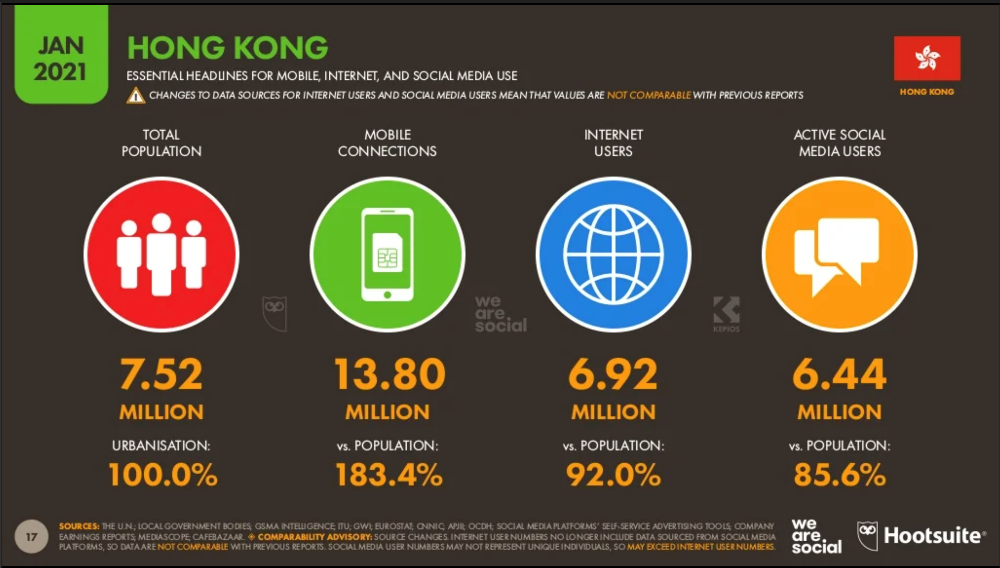 JAN
2021
HONG KONG
ESSENTIAL HEADLINES FOR MOBILE, INTERNET, AND SOCIAL MEDIA USE
! CHANGES TO DATA SOURCES FOR INTERNET USERS AND SOCIAL MEDIA USERS MEAN THAT VALUES ARE NOT COMPARABLE WITH PREVIOUS REPORTS
HONG KONG
TOTAL
POPULATION
7.52
MILLION
URBANISATION:
100.0%
MOBILE
CONNECTIONS
13.80
MILLION
vs. POPULATION:
183.4%
INTERNET
USERS
6.92
MILLION
vs. POPULATION:
92.0%
ACTIVE SOCIAL
MEDIA USERS
6.44
MILLION
vs. POPULATION:
85.6%
we
are
social
KEPIOS
17
SOURCES: THE U.N.; LOCAL GOVERNMENT BODIES; GSMA INTELLIGENCE; ITU; GWI; EUROSTAT; CNNIC; APJII; OCDH; SOCIAL MEDIA PLATFORMS' SELF-SERVICE ADVERTISING TOOLS; COMPANY
EARNINGS REPORTS; MEDIASCOPE; CAFEBAZAAR. ◈ COMPARABILITY ADVISORY: SOURCE CHANGES. INTERNET USER NUMBERS NO LONGER INCLUDE DATA SOURCED FROM SOCIAL MEDIA
PLATFORMS, SO DATA ARE NOT COMPARABLE WITH PREVIOUS REPORTS. SOCIAL MEDIA USER NUMBERS MAY NOT REPRESENT UNIQUE INDIVIDUALS, SO MAY EXCEED INTERNET USER NUMBERS.
we
are
social
Hootsuite®